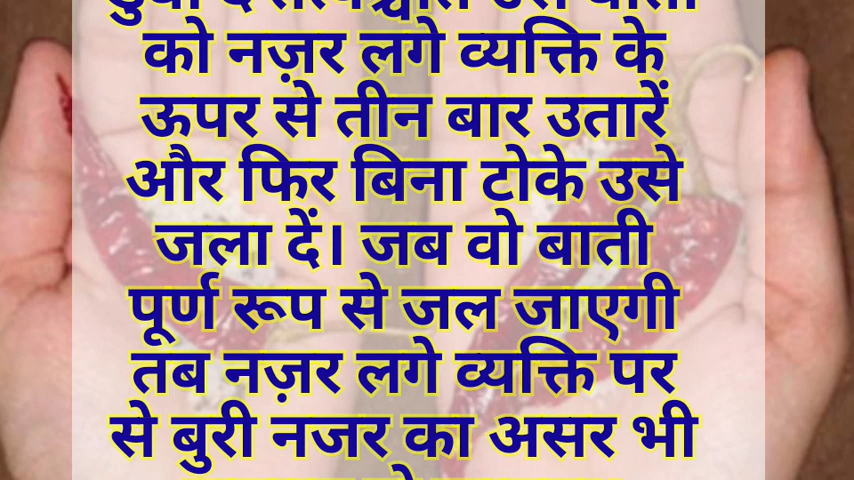 को नज़र लगे व्यक्ति के
ऊपर से तीन बार उतारें
और फिर बिना टोके उसे
जला दें। जब वो बाती
पूर्ण रूप से जल जाएगी
तब नज़र लगे व्यक्ति पर
से बुरी नजर का असर भी